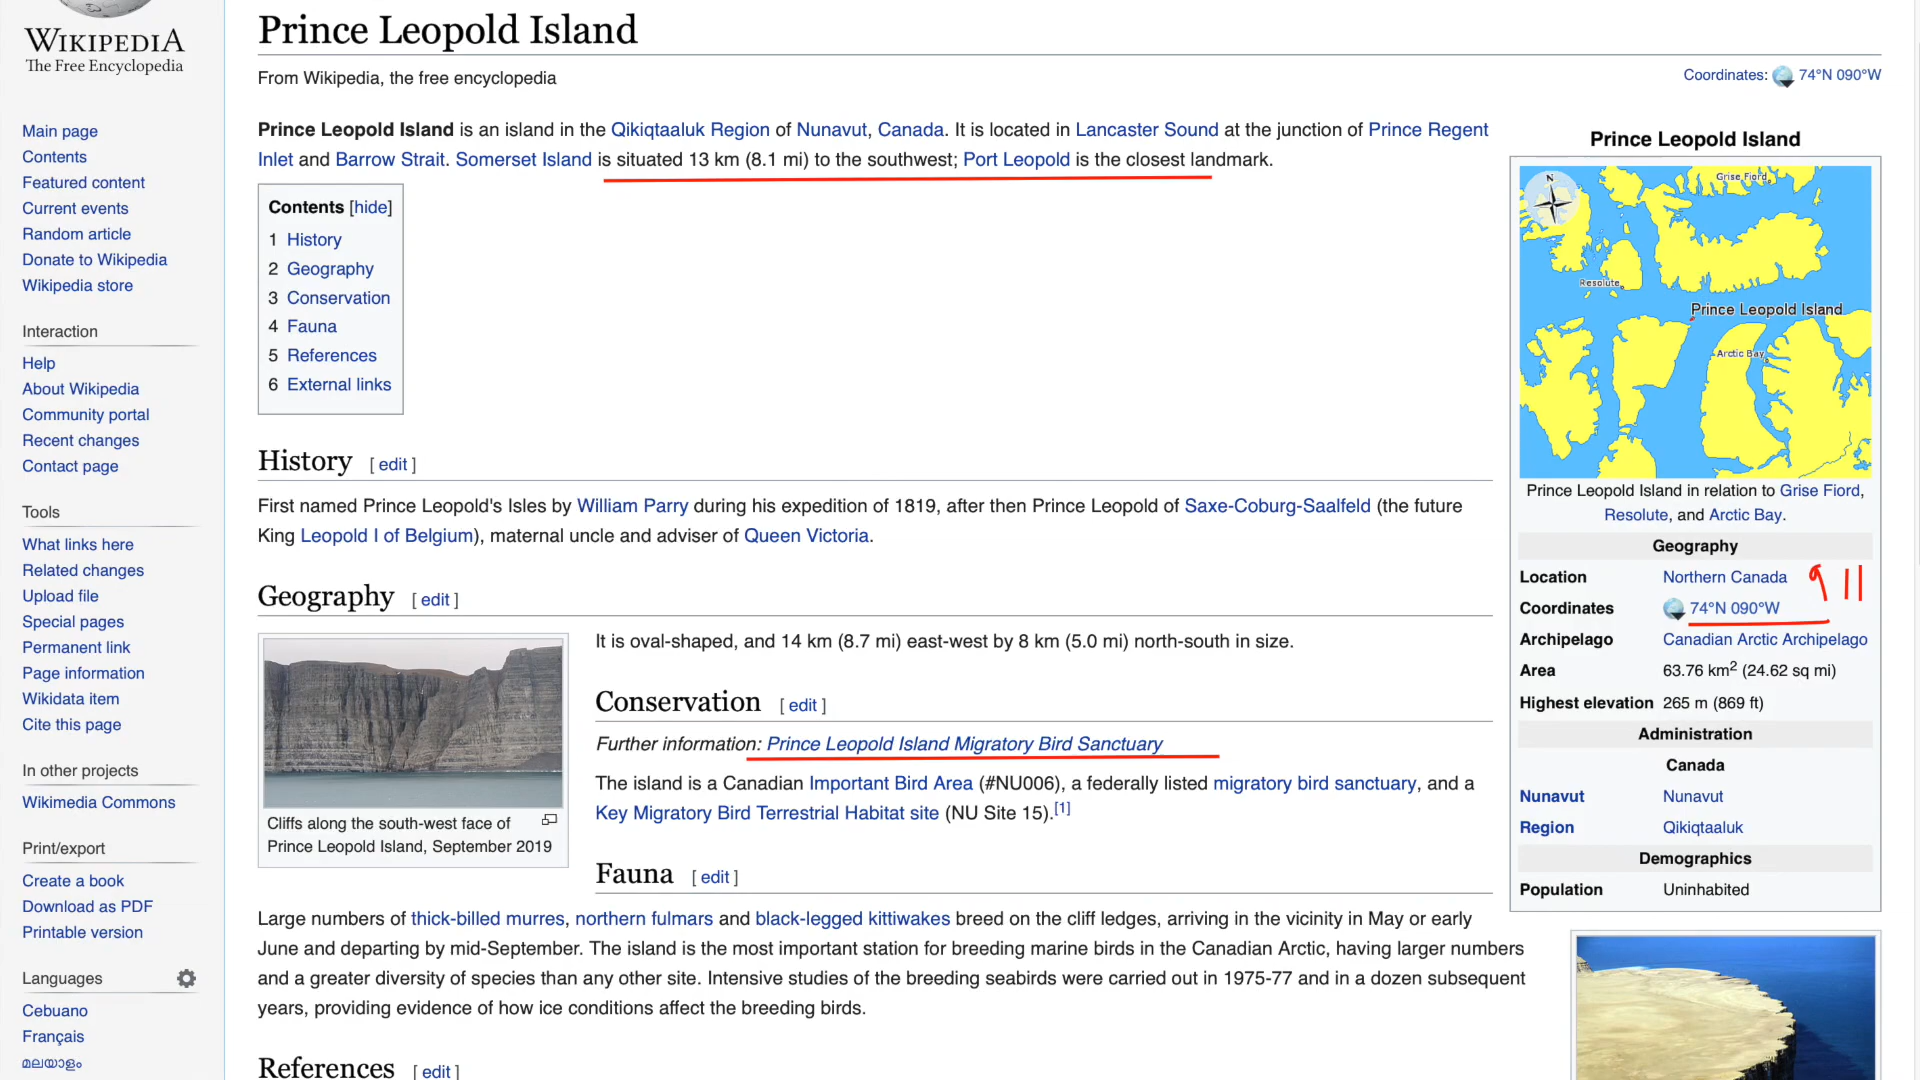 WIKIPEDIA
The Free Encyclopedia
Main page
Contents
Featured content
Current events
Random article
Donate to Wikipedia
Wikipedia store
Interaction
Help
About Wikipedia
Community portal
Recent changes
Contact page
Tools
What links here
Related changes
Upload file
Special pages
Permanent link
Page information
Wikidata item
Cite this page
In other projects
Wikimedia Commons
Print/export
Create a book
Download as PDF
Printable version
Languages
Cebuano
Français
മലയാളം
Prince Leopold Island
From Wikipedia, the free encyclopedia
Coordinates: 74°N 090°W
Prince Leopold Island is an island in the Qikiqtaaluk Region of Nunavut, Canada. It is located in Lancaster Sound at the junction of Prince Regent
Inlet and Barrow Strait. Somerset Island is situated 13 km (8.1 mi) to the southwest; Port Leopold is the closest landmark.
Contents [hide]
1 History
2 Geography
3 Conservation
4 Fauna
5 References
6 External links
History [ edit ]
First named Prince Leopold's Isles by William Parry during his expedition of 1819, after then Prince Leopold of Saxe-Coburg-Saalfeld (the future
King Leopold I of Belgium), maternal uncle and adviser of Queen Victoria.
Geography [ edit ]
It is oval-shaped, and 14 km (8.7 mi) east-west by 8 km (5.0 mi) north-south in size.
Cliffs along the south-west face of
Prince Leopold Island, September 2019
Conservation [ edit ]
Further information: Prince Leopold Island Migratory Bird Sanctuary
The island is a Canadian Important Bird Area (#NU006), a federally listed migratory bird sanctuary, and a
Key Migratory Bird Terrestrial Habitat site (NU Site 15).[1]
Fauna [ edit ]
Large numbers of thick-billed murres, northern fulmars and black-legged kittiwakes breed on the cliff ledges, arriving in the vicinity in May or early
June and departing by mid-September. The island is the most important station for breeding marine birds in the Canadian Arctic, having larger numbers
and a greater diversity of species than any other site. Intensive studies of the breeding seabirds were carried out in 1975-77 and in a dozen subsequent
years, providing evidence of how ice conditions affect the breeding birds.
References [ edit ]
Prince Leopold Island
N
Grise Fiord
Resolute
Prince Leopold Island
Arctic Bay
Prince Leopold Island in relation to Grise Fiord,
Resolute, and Arctic Bay.
Geography
Location Northern Canada
911
Coordinates 74°N 090°W
Archipelago Canadian Arctic Archipelago
Area 63.76 km2 (24.62 sq mi)
Highest elevation 265 m (869 ft)
Administration
Canada
Nunavut Nunavut
Region Qikiqtaaluk
Demographics
Population Uninhabited